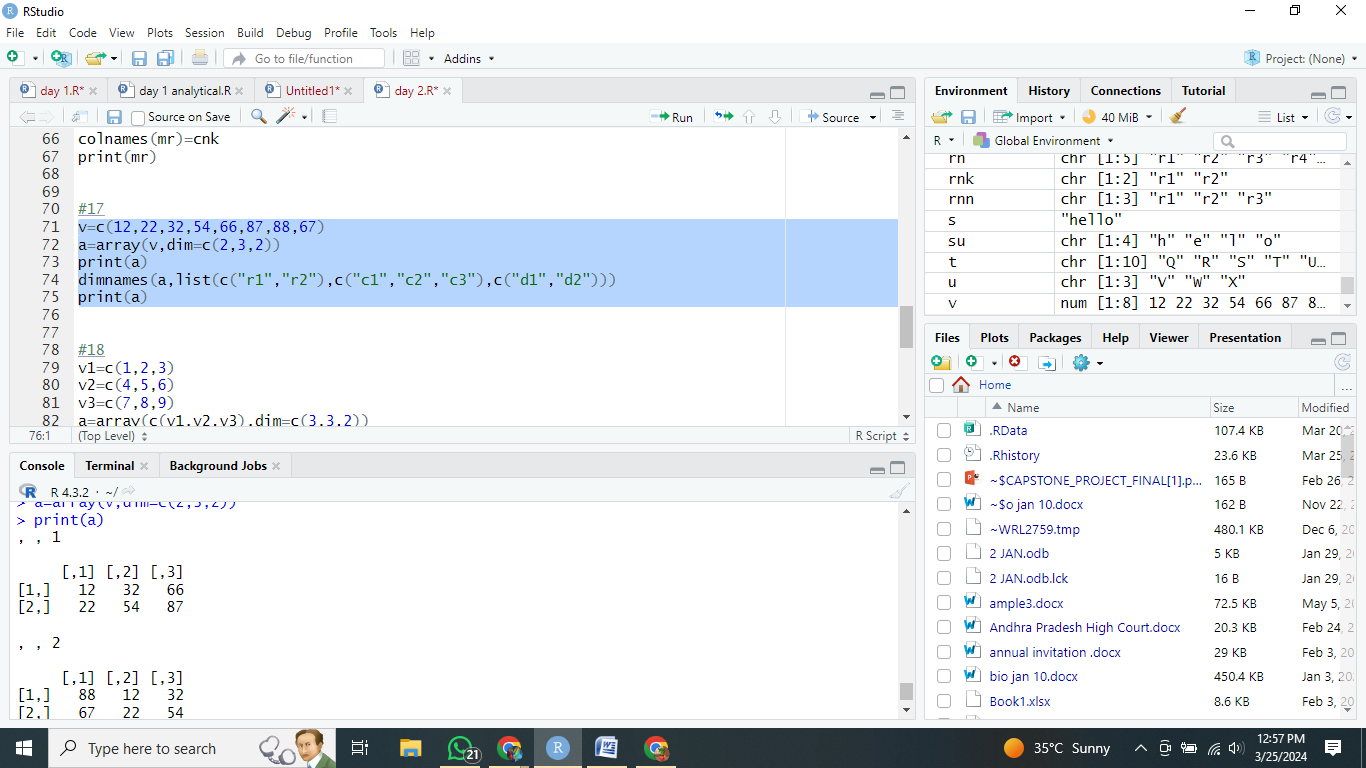 RStudio
File Edit Code View Plots Session Build Debug Profile Tools Help
Go to file/function Addins Project: (None)
day 1.R* day 1 analytical.R Untitled1* day 2.R*
Source on Save Run Source
66 colnames(mr)=cnk
67 print(mr)
68
69
70 #17
71 v=c(12,22,32,54,66,87,88,67)
72 a=array(v,dim=c(2,3,2))
73 print(a)
74 dimnames(a,list(c("r1","r2"),c("c1","c2","c3"),c("d1","d2")))
75 print(a)
76
77
78 #18
79 v1=c(1,2,3)
80 v2=c(4,5,6)
81 v3=c(7,8,9)
82 a=array(c(v1,v2,v3),dim=c(3,3,2))
76:1 (Top Level) R Script
Console Terminal Background Jobs
R 4.3.2 · ~/
> a=array(v,dim=c(2,3,2))
> print(a)
, , 1
[,1] [,2] [,3]
[1,] 12 32 66
[2,] 22 54 87
, , 2
[,1] [,2] [,3]
[1,] 88 12 32
[2,] 67 22 54
Environment History Connections Tutorial
Import 40 MiB List
R Global Environment
rn chr [1:5] "r1" "r2" "r3" "r4"…
rnk chr [1:2] "r1" "r2"
rnn chr [1:3] "r1" "r2" "r3"
s "hello"
su chr [1:4] "h" "e" "l" "o"
t chr [1:10] "Q" "R" "S" "T" "U…
u chr [1:3] "V" "W" "X"
v num [1:8] 12 22 32 54 66 87 8…
Files Plots Packages Help Viewer Presentation
Home ...
Name Size Modified
.RData 107.4 KB Mar 20, 2
.Rhistory 23.6 KB Mar 25, 2
~$CAPSTONE_PROJECT_FINAL[1].p... 165 B Feb 26, 2
~$o jan 10.docx 162 B Nov 22, 2
~WRL2759.tmp 480.1 KB Dec 6, 20
2 JAN.odb 5 KB Jan 29, 2
2 JAN.odb.lck 16 B Jan 29, 2
ample3.docx 72.5 KB May 5, 20
Andhra Pradesh High Court.docx 20.3 KB Feb 24, 2
annual invitation .docx 29 KB Feb 3, 20
bio jan 10.docx 450.4 KB Jan 3, 20
Book1.xlsx 8.6 KB Feb 3, 20
Type here to search 21 35°C Sunny 12:57 PM
3/25/2024